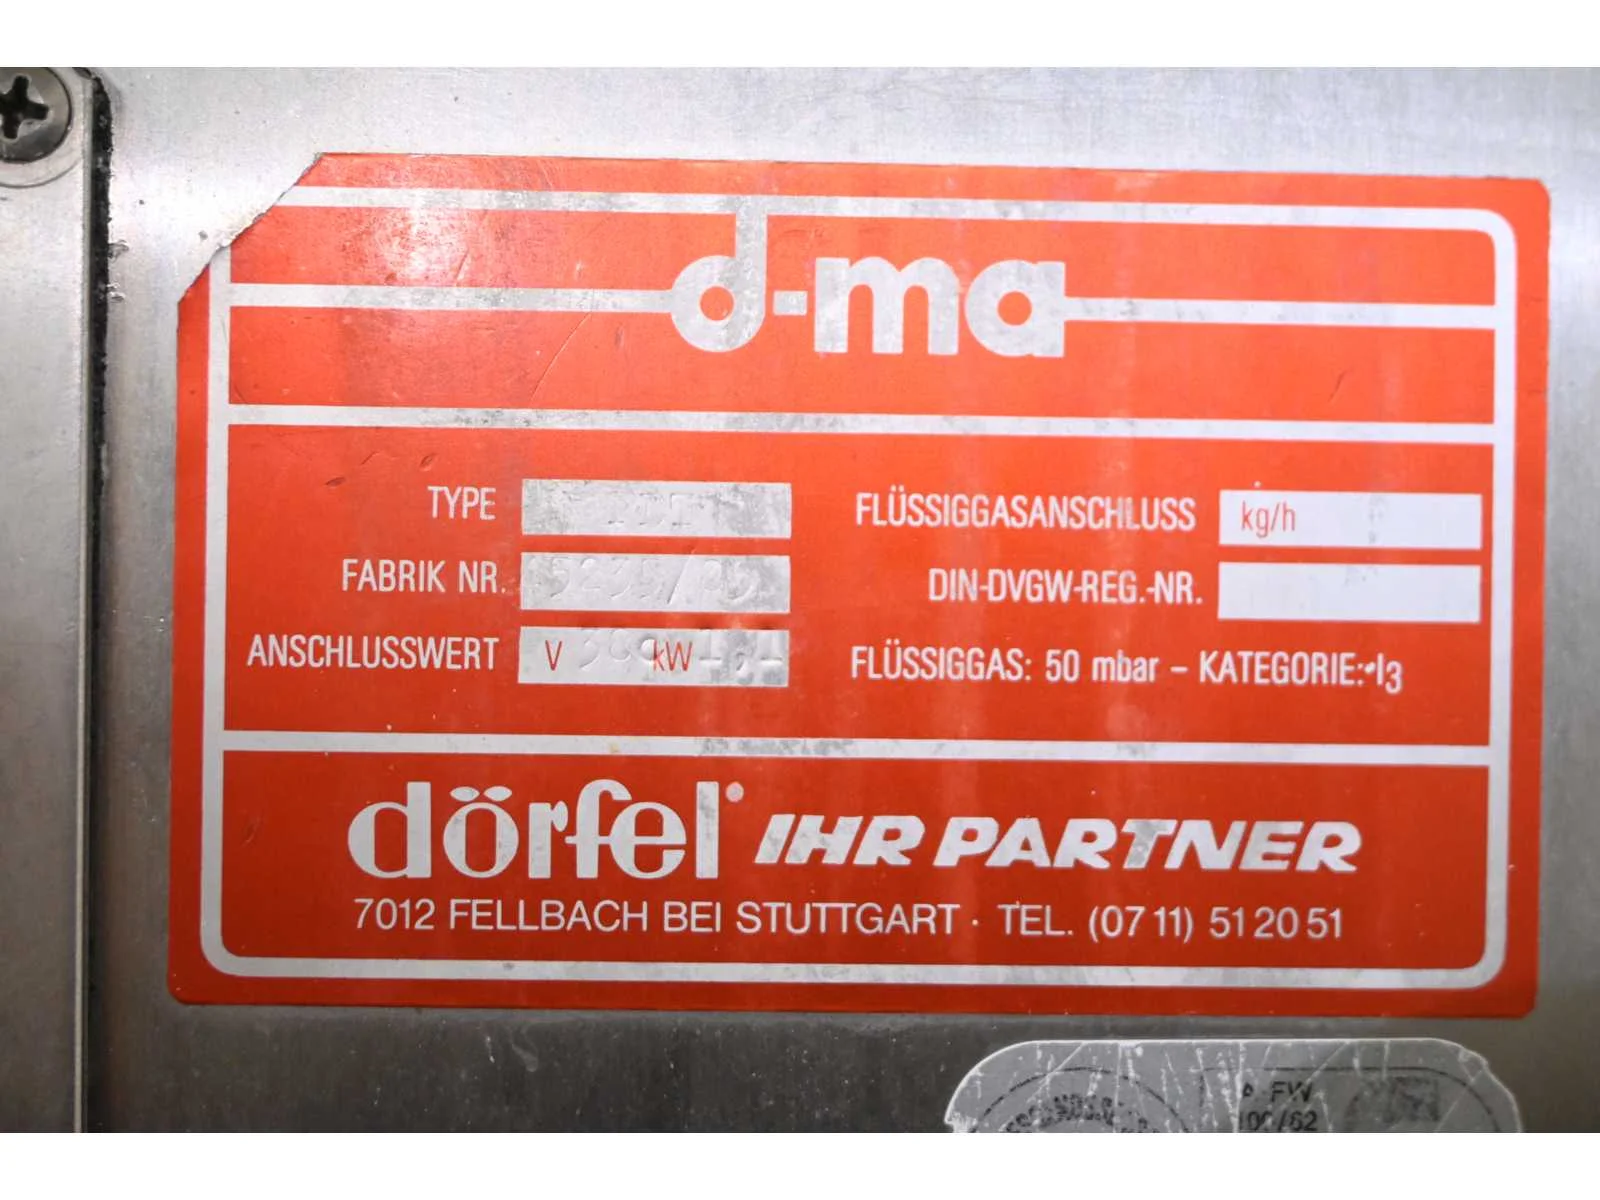 d-ma
TYPE
FLÜSSIGGASANSCHLUSS kg/h
FABRIK NR.
DIN-DVGW-REG.-NR.
ANSCHLUSSWERT V kW
FLÜSSIGGAS: 50 mbar – KATEGORIE: I3
dörfel IHR PARTNER
7012 FELLBACH BEI STUTTGART · TEL. (07 11) 51 20 51